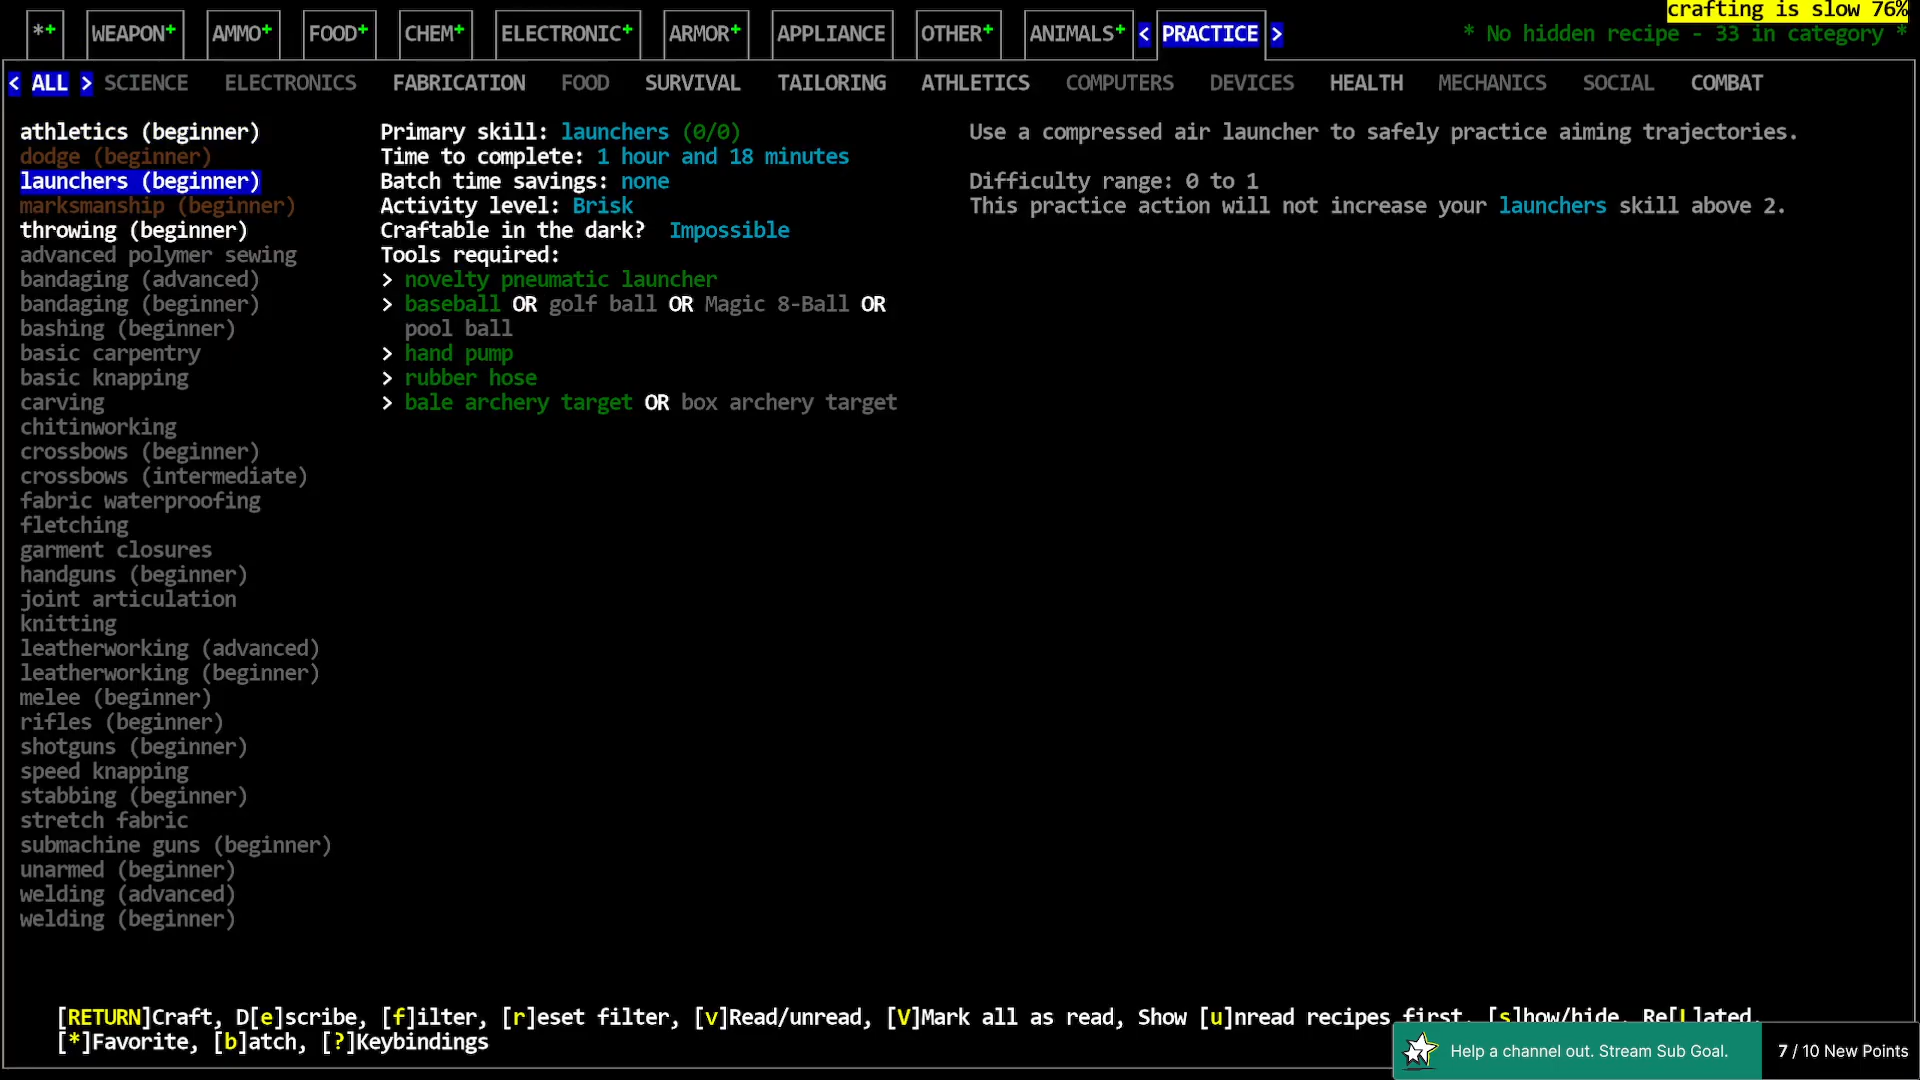 crafting is slow 76%
*+ WEAPON+ AMMO+ FOOD+ CHEM+ ELECTRONIC+ ARMOR+ APPLIANCE OTHER+ ANIMALS+ < PRACTICE > * No hidden recipe - 33 in category *
< ALL > SCIENCE ELECTRONICS FABRICATION FOOD SURVIVAL TAILORING ATHLETICS COMPUTERS DEVICES HEALTH MECHANICS SOCIAL COMBAT
athletics (beginner)
dodge (beginner)
launchers (beginner)
marksmanship (beginner)
throwing (beginner)
advanced polymer sewing
bandaging (advanced)
bandaging (beginner)
bashing (beginner)
basic carpentry
basic knapping
carving
chitinworking
crossbows (beginner)
crossbows (intermediate)
fabric waterproofing
fletching
garment closures
handguns (beginner)
joint articulation
knitting
leatherworking (advanced)
leatherworking (beginner)
melee (beginner)
rifles (beginner)
shotguns (beginner)
speed knapping
stabbing (beginner)
stretch fabric
submachine guns (beginner)
unarmed (beginner)
welding (advanced)
welding (beginner)
Primary skill: launchers (0/0)
Time to complete: 1 hour and 18 minutes
Batch time savings: none
Activity level: Brisk
Craftable in the dark? Impossible
Tools required:
> novelty pneumatic launcher
> baseball OR golf ball OR Magic 8-Ball OR
pool ball
> hand pump
> rubber hose
> bale archery target OR box archery target
Use a compressed air launcher to safely practice aiming trajectories.
Difficulty range: 0 to 1
This practice action will not increase your launchers skill above 2.
[RETURN]Craft, D[e]scribe, [f]ilter, [r]eset filter, [v]Read/unread, [V]Mark all as read, Show [u]nread recipes first, [s]how/hide, Re[L]ated,
[*]Favorite, [b]atch, [?]Keybindings
Help a channel out. Stream Sub Goal. 7 / 10 New Points